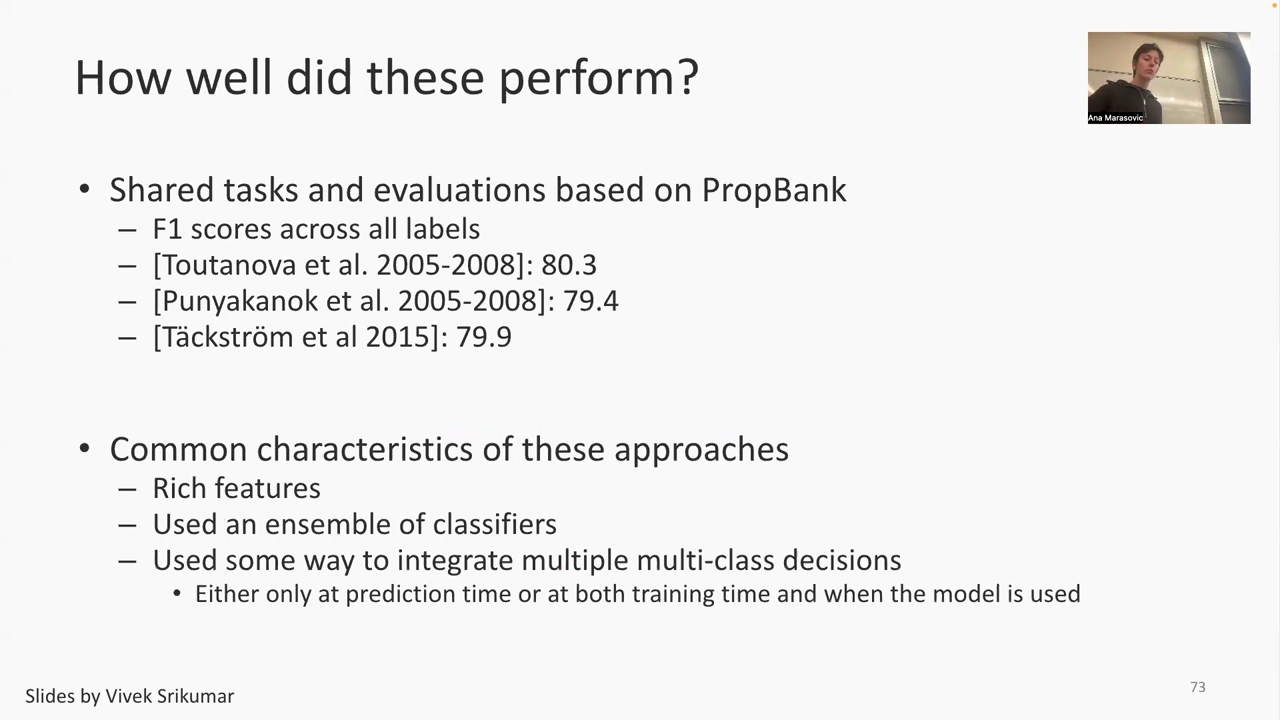 How well did these perform?
Ana Marasovic
• Shared tasks and evaluations based on PropBank
– F1 scores across all labels
– [Toutanova et al. 2005-2008]: 80.3
– [Punyakanok et al. 2005-2008]: 79.4
– [Täckström et al 2015]: 79.9
• Common characteristics of these approaches
– Rich features
– Used an ensemble of classifiers
– Used some way to integrate multiple multi-class decisions
• Either only at prediction time or at both training time and when the model is used
Slides by Vivek Srikumar
73